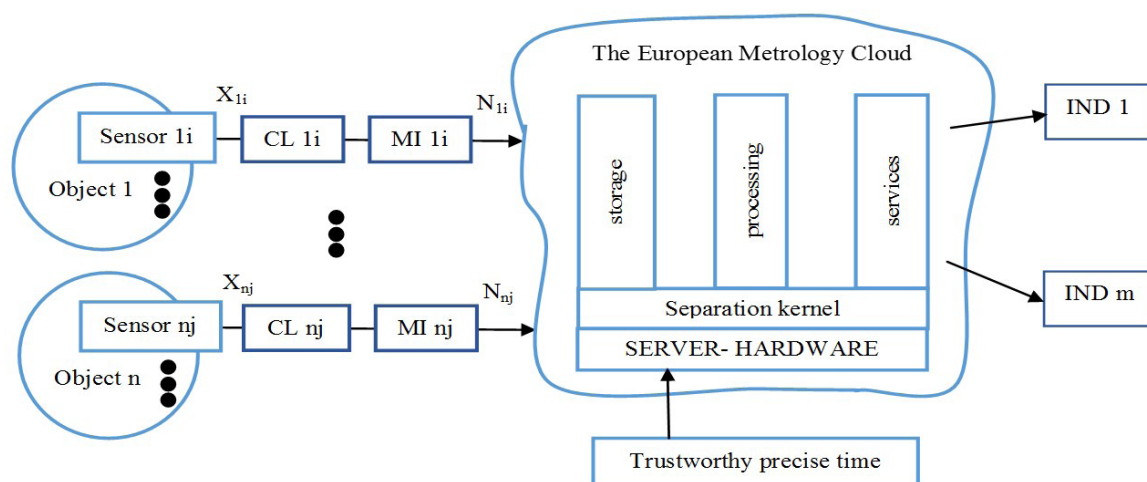 The European Metrology Cloud
X1i
N1i
Sensor 1i
CL 1i
MI 1i
Object 1
storage
processing
services
IND 1
Xnj
Nnj
Sensor nj
CL nj
MI nj
Object n
Separation kernel
SERVER- HARDWARE
IND m
Trustworthy precise time